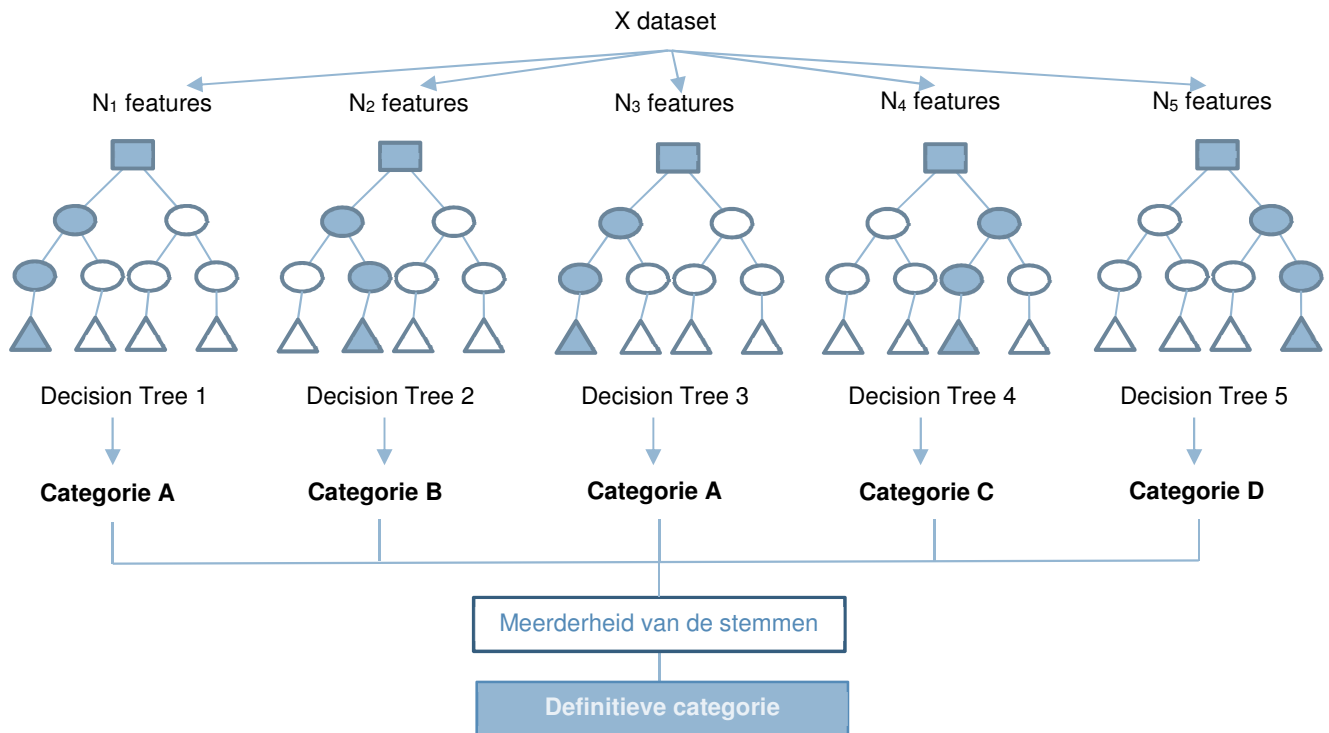 X dataset
N₁ features N₂ features N₃ features N₄ features N₅ features
Decision Tree 1 Decision Tree 2 Decision Tree 3 Decision Tree 4 Decision Tree 5
Categorie A Categorie B Categorie A Categorie C Categorie D
Meerderheid van de stemmen
Definitieve categorie